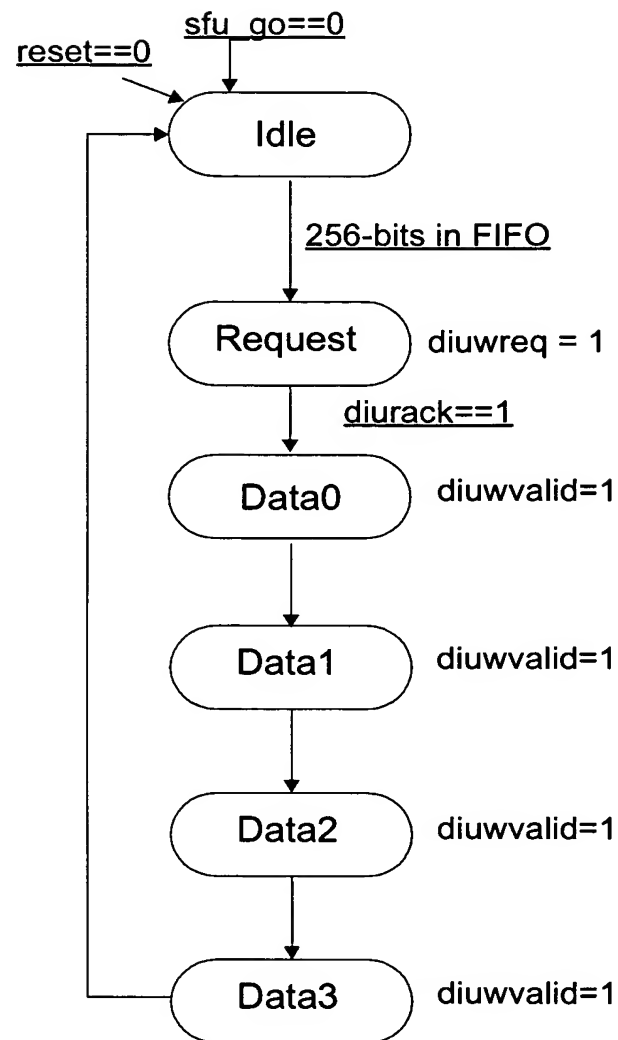 sfu_go==0
reset==0
Idle
256-bits in FIFO
Request
diuwreq = 1
diurack==1
Data0
diuwvalid=1
Data1
diuwvalid=1
Data2
diuwvalid=1
Data3
diuwvalid=1